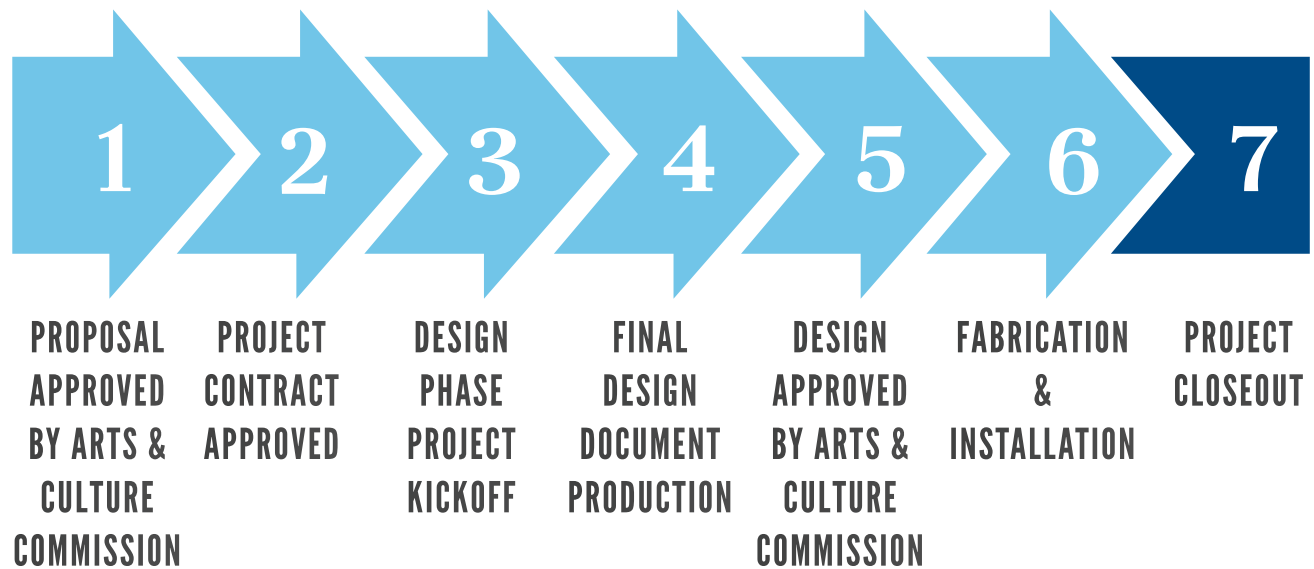 1
2
3
4
5
6
7
PROPOSAL
APPROVED
BY ARTS &
CULTURE
COMMISSION
PROJECT
CONTRACT
APPROVED
DESIGN
PHASE
PROJECT
KICKOFF
FINAL
DESIGN
DOCUMENT
PRODUCTION
DESIGN
APPROVED
BY ARTS &
CULTURE
COMMISSION
FABRICATION
&
INSTALLATION
PROJECT
CLOSEOUT